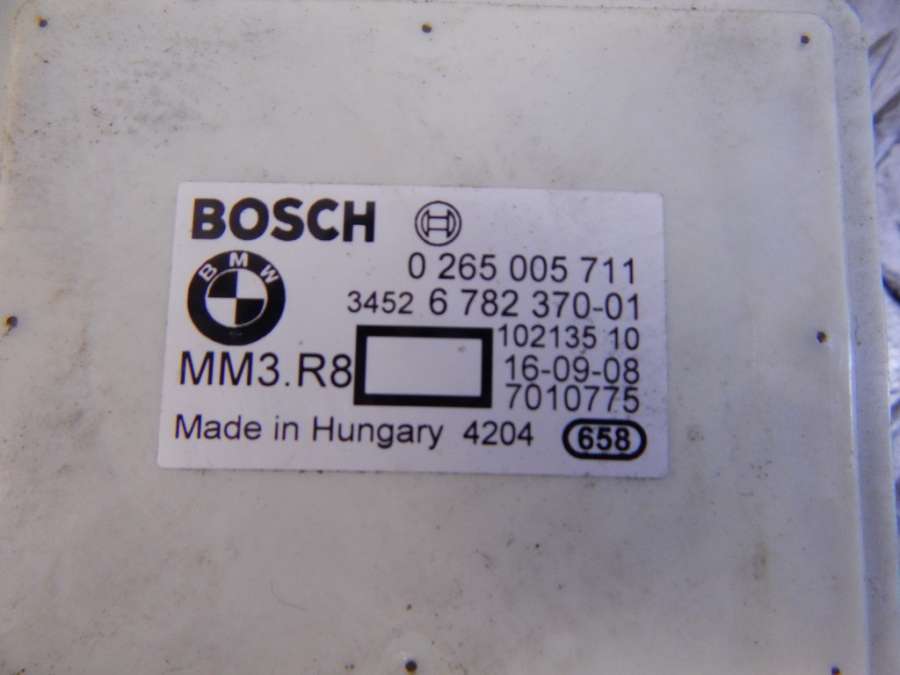 BOSCH
BMW
0 265 005 711
3452 6 782 370-01
102135 10
MM3.R8
16-09-08
7010775
Made in Hungary 4204 658